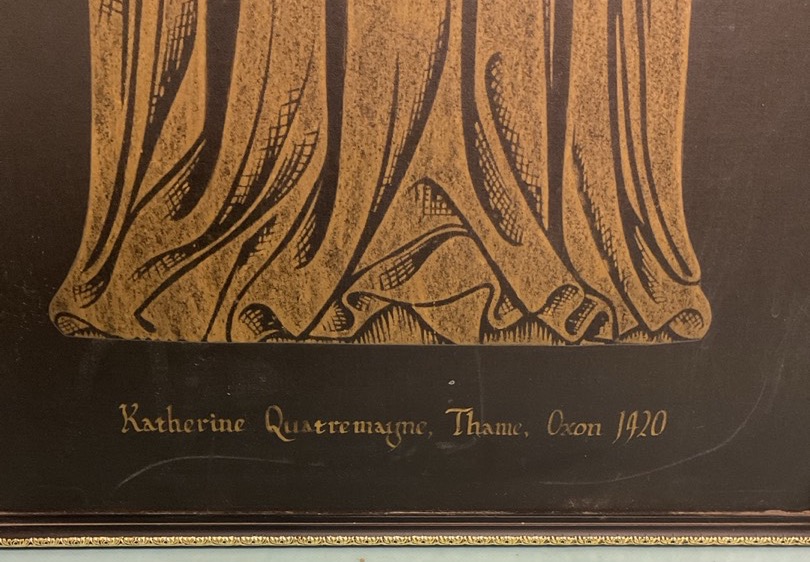 Katherine Quatremayne, Thame, Oxon 1420